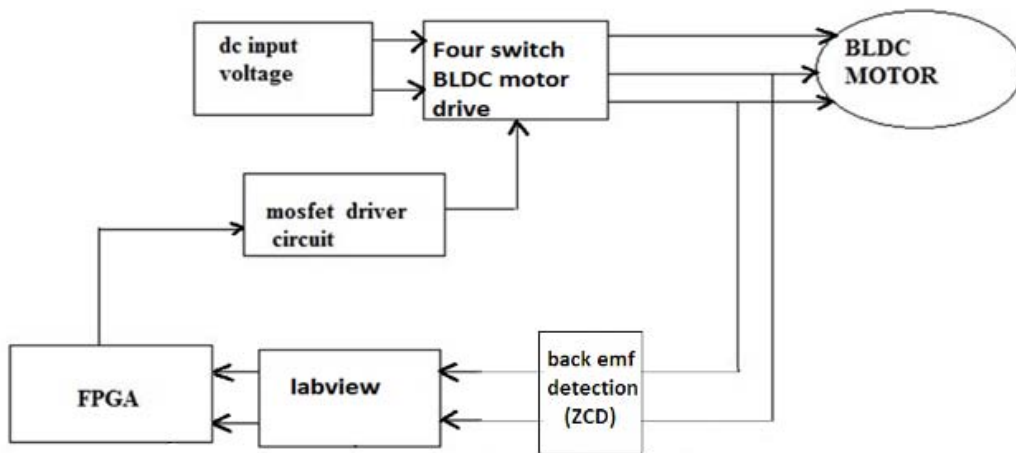 dc input
voltage
Four switch
BLDC motor
drive
BLDC
MOTOR
mosfet driver
circuit
FPGA
labview
back emf
detection
(ZCD)